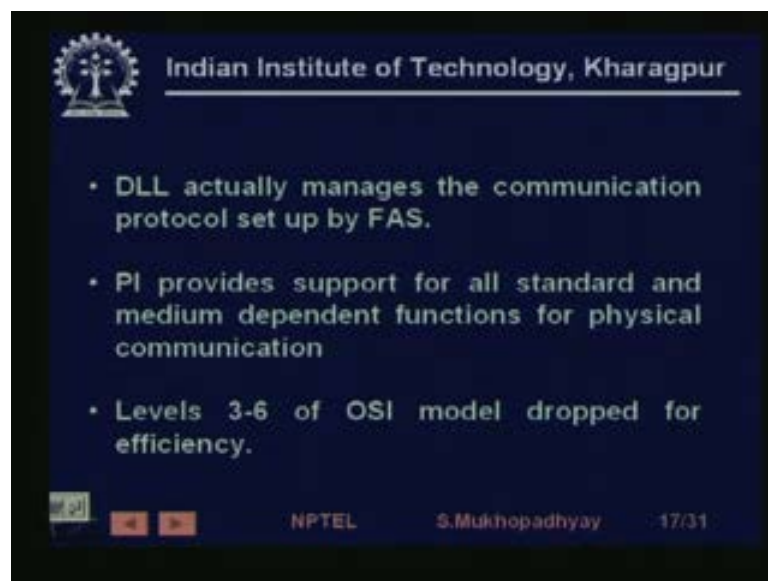 Indian Institute of Technology, Kharagpur
• DLL actually manages the communication
protocol set up by FAS.
• PI provides support for all standard and
medium dependent functions for physical
communication
• Levels 3-6 of OSI model dropped for
efficiency.
NPTEL S.Mukhopadhyay 17/31